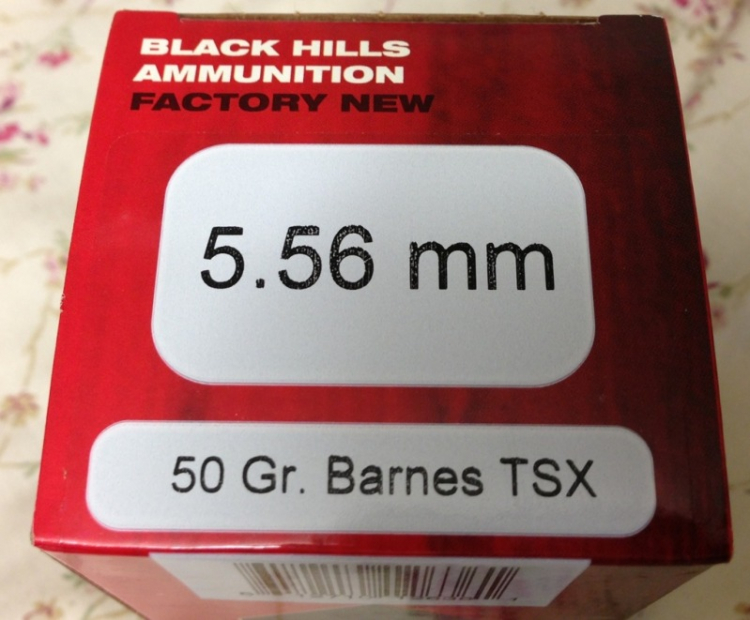 BLACK HILLS
AMMUNITION
FACTORY NEW
5.56 mm
50 Gr. Barnes TSX